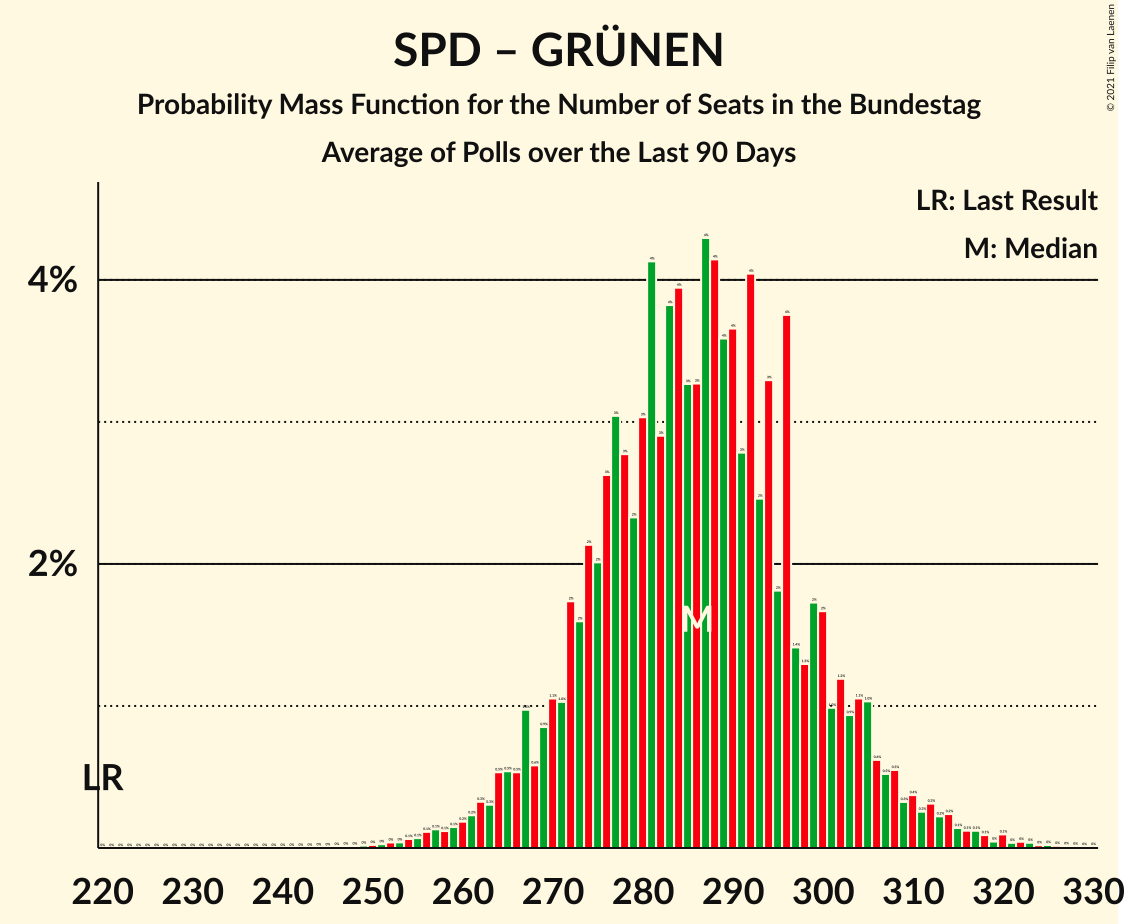 SPD – GRÜNEN
Probability Mass Function for the Number of Seats in the Bundestag
Average of Polls over the Last 90 Days
© 2021 Filip van Laenen
LR: Last Result
M: Median
4%
2%
M
LR
220 230 240 250 260 270 280 290 300 310 320 330